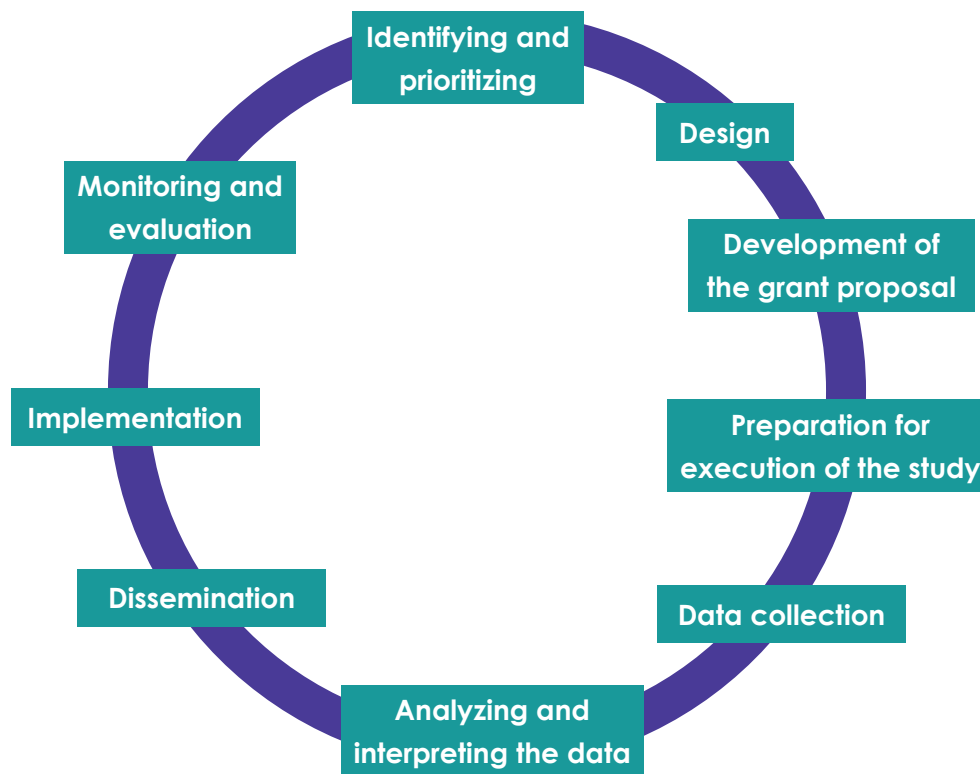 Identifying and
prioritizing
Design
Development of
the grant proposal
Preparation for
execution of the study
Data collection
Analyzing and
interpreting the data
Dissemination
Implementation
Monitoring and
evaluation